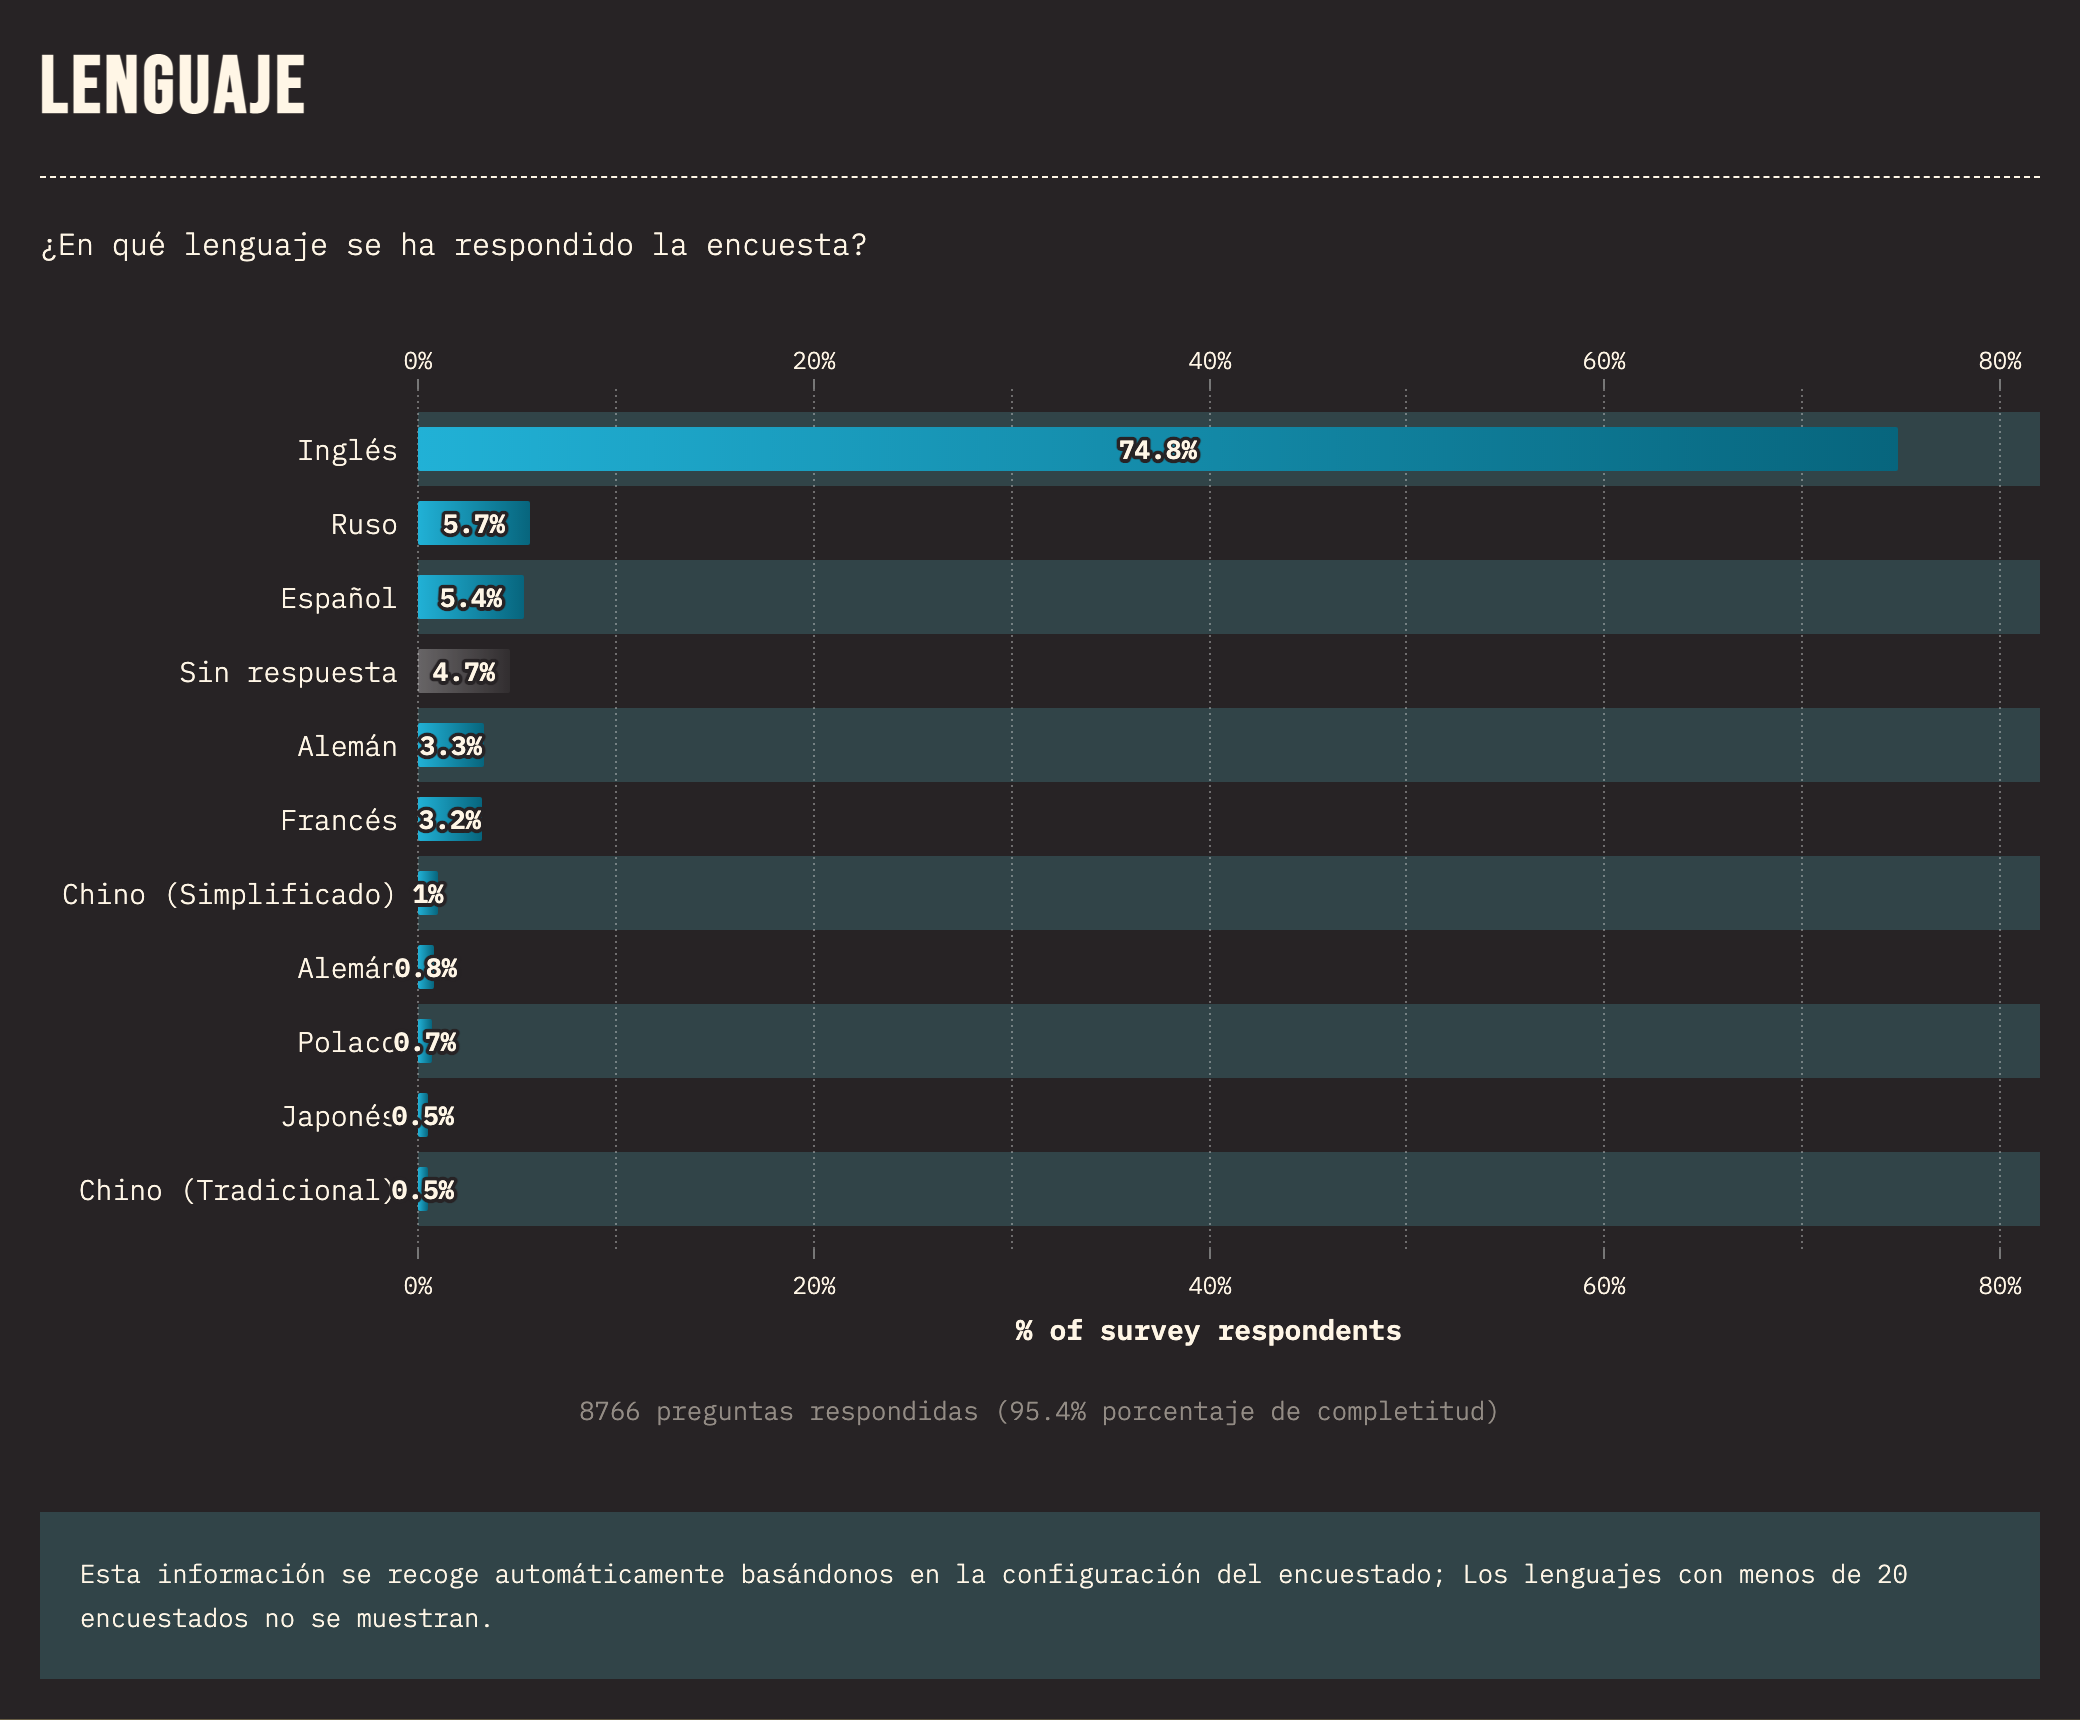 LENGUAJE
¿En qué lenguaje se ha respondido la encuesta?
0% 20% 40% 60% 80%
Inglés 74.8%
Ruso 5.7%
Español 5.4%
Sin respuesta 4.7%
Alemán 3.3%
Francés 3.2%
Chino (Simplificado) 1%
Alemán 0.8%
Polaco 0.7%
Japonés 0.5%
Chino (Tradicional) 0.5%
0% 20% 40% 60% 80%
% of survey respondents
8766 preguntas respondidas (95.4% porcentaje de completitud)
Esta información se recoge automáticamente basándonos en la configuración del encuestado; Los lenguajes con menos de 20
encuestados no se muestran.